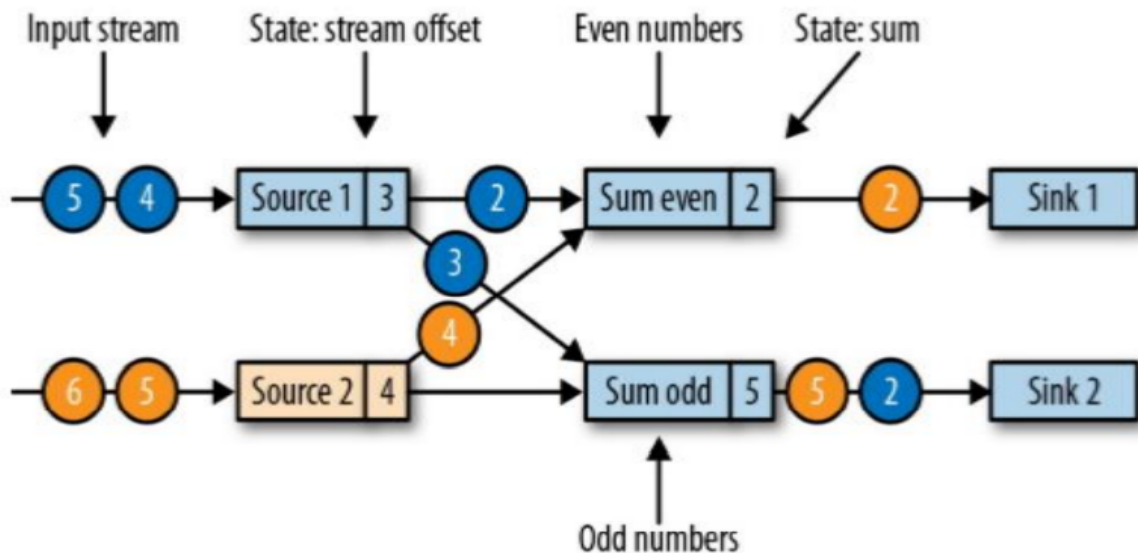 Input stream State: stream offset Even numbers State: sum
5 4 Source 1 3 2 Sum even 2 2 Sink 1
3
4
6 5 Source 2 4 Sum odd 5 5 2 Sink 2
Odd numbers